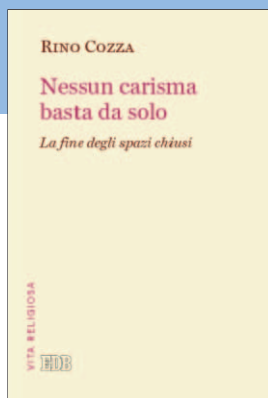 RINO COZZA
Nessun carisma
basta da solo
La fine degli spazi chiusi
VITA RELIGIOSA
EDB